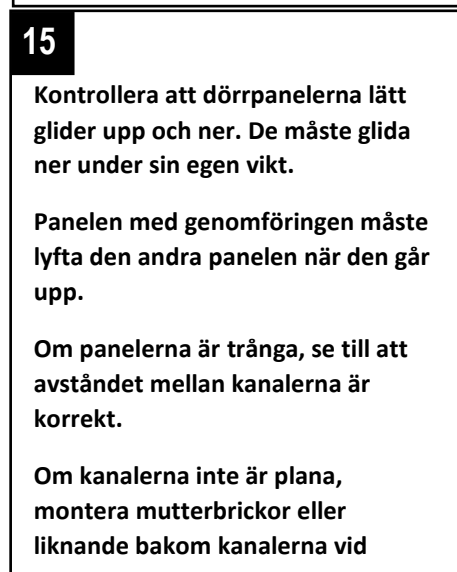 15
Kontrollera att dörrpanelerna lätt
glider upp och ner. De måste glida
ner under sin egen vikt.
Panelen med genomföringen måste
lyfta den andra panelen när den går
upp.
Om panelerna är trånga, se till att
avståndet mellan kanalerna är
korrekt.
Om kanalerna inte är plana,
montera mutterbrickor eller
liknande bakom kanalerna vid